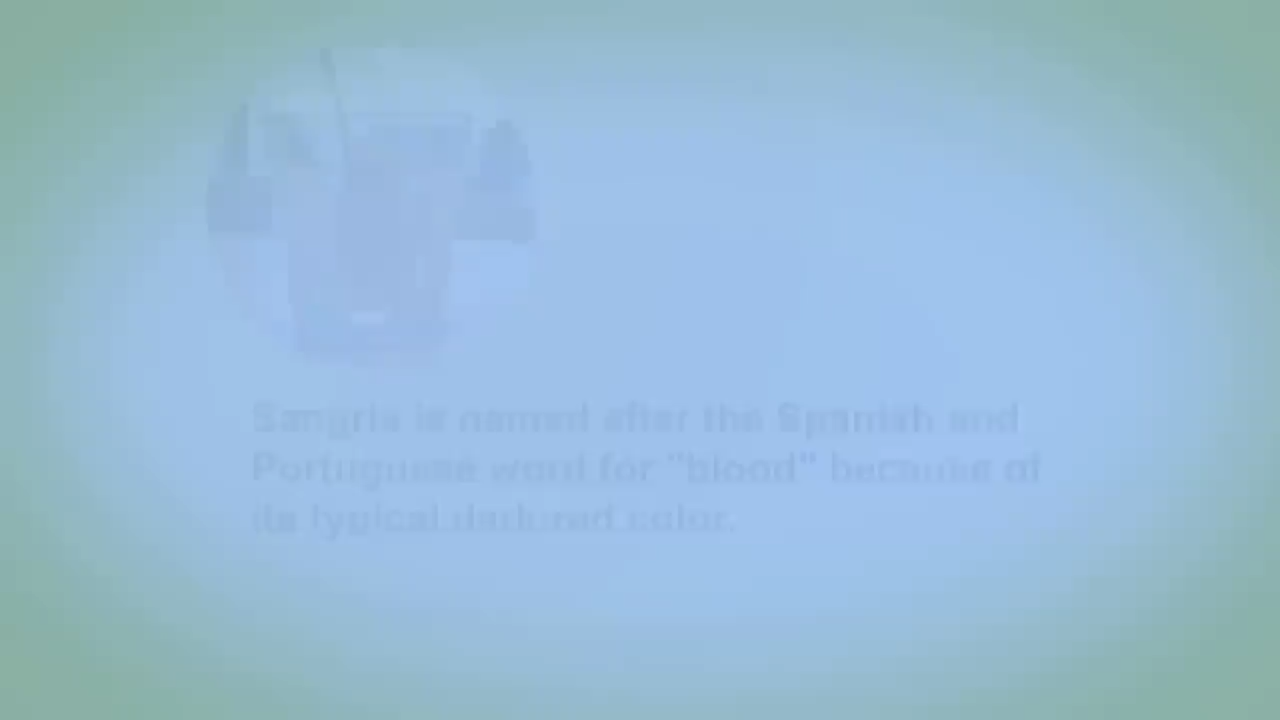 Sangria is named after the Spanish and
Portuguese word for "blood" because of
its typical dark red color.